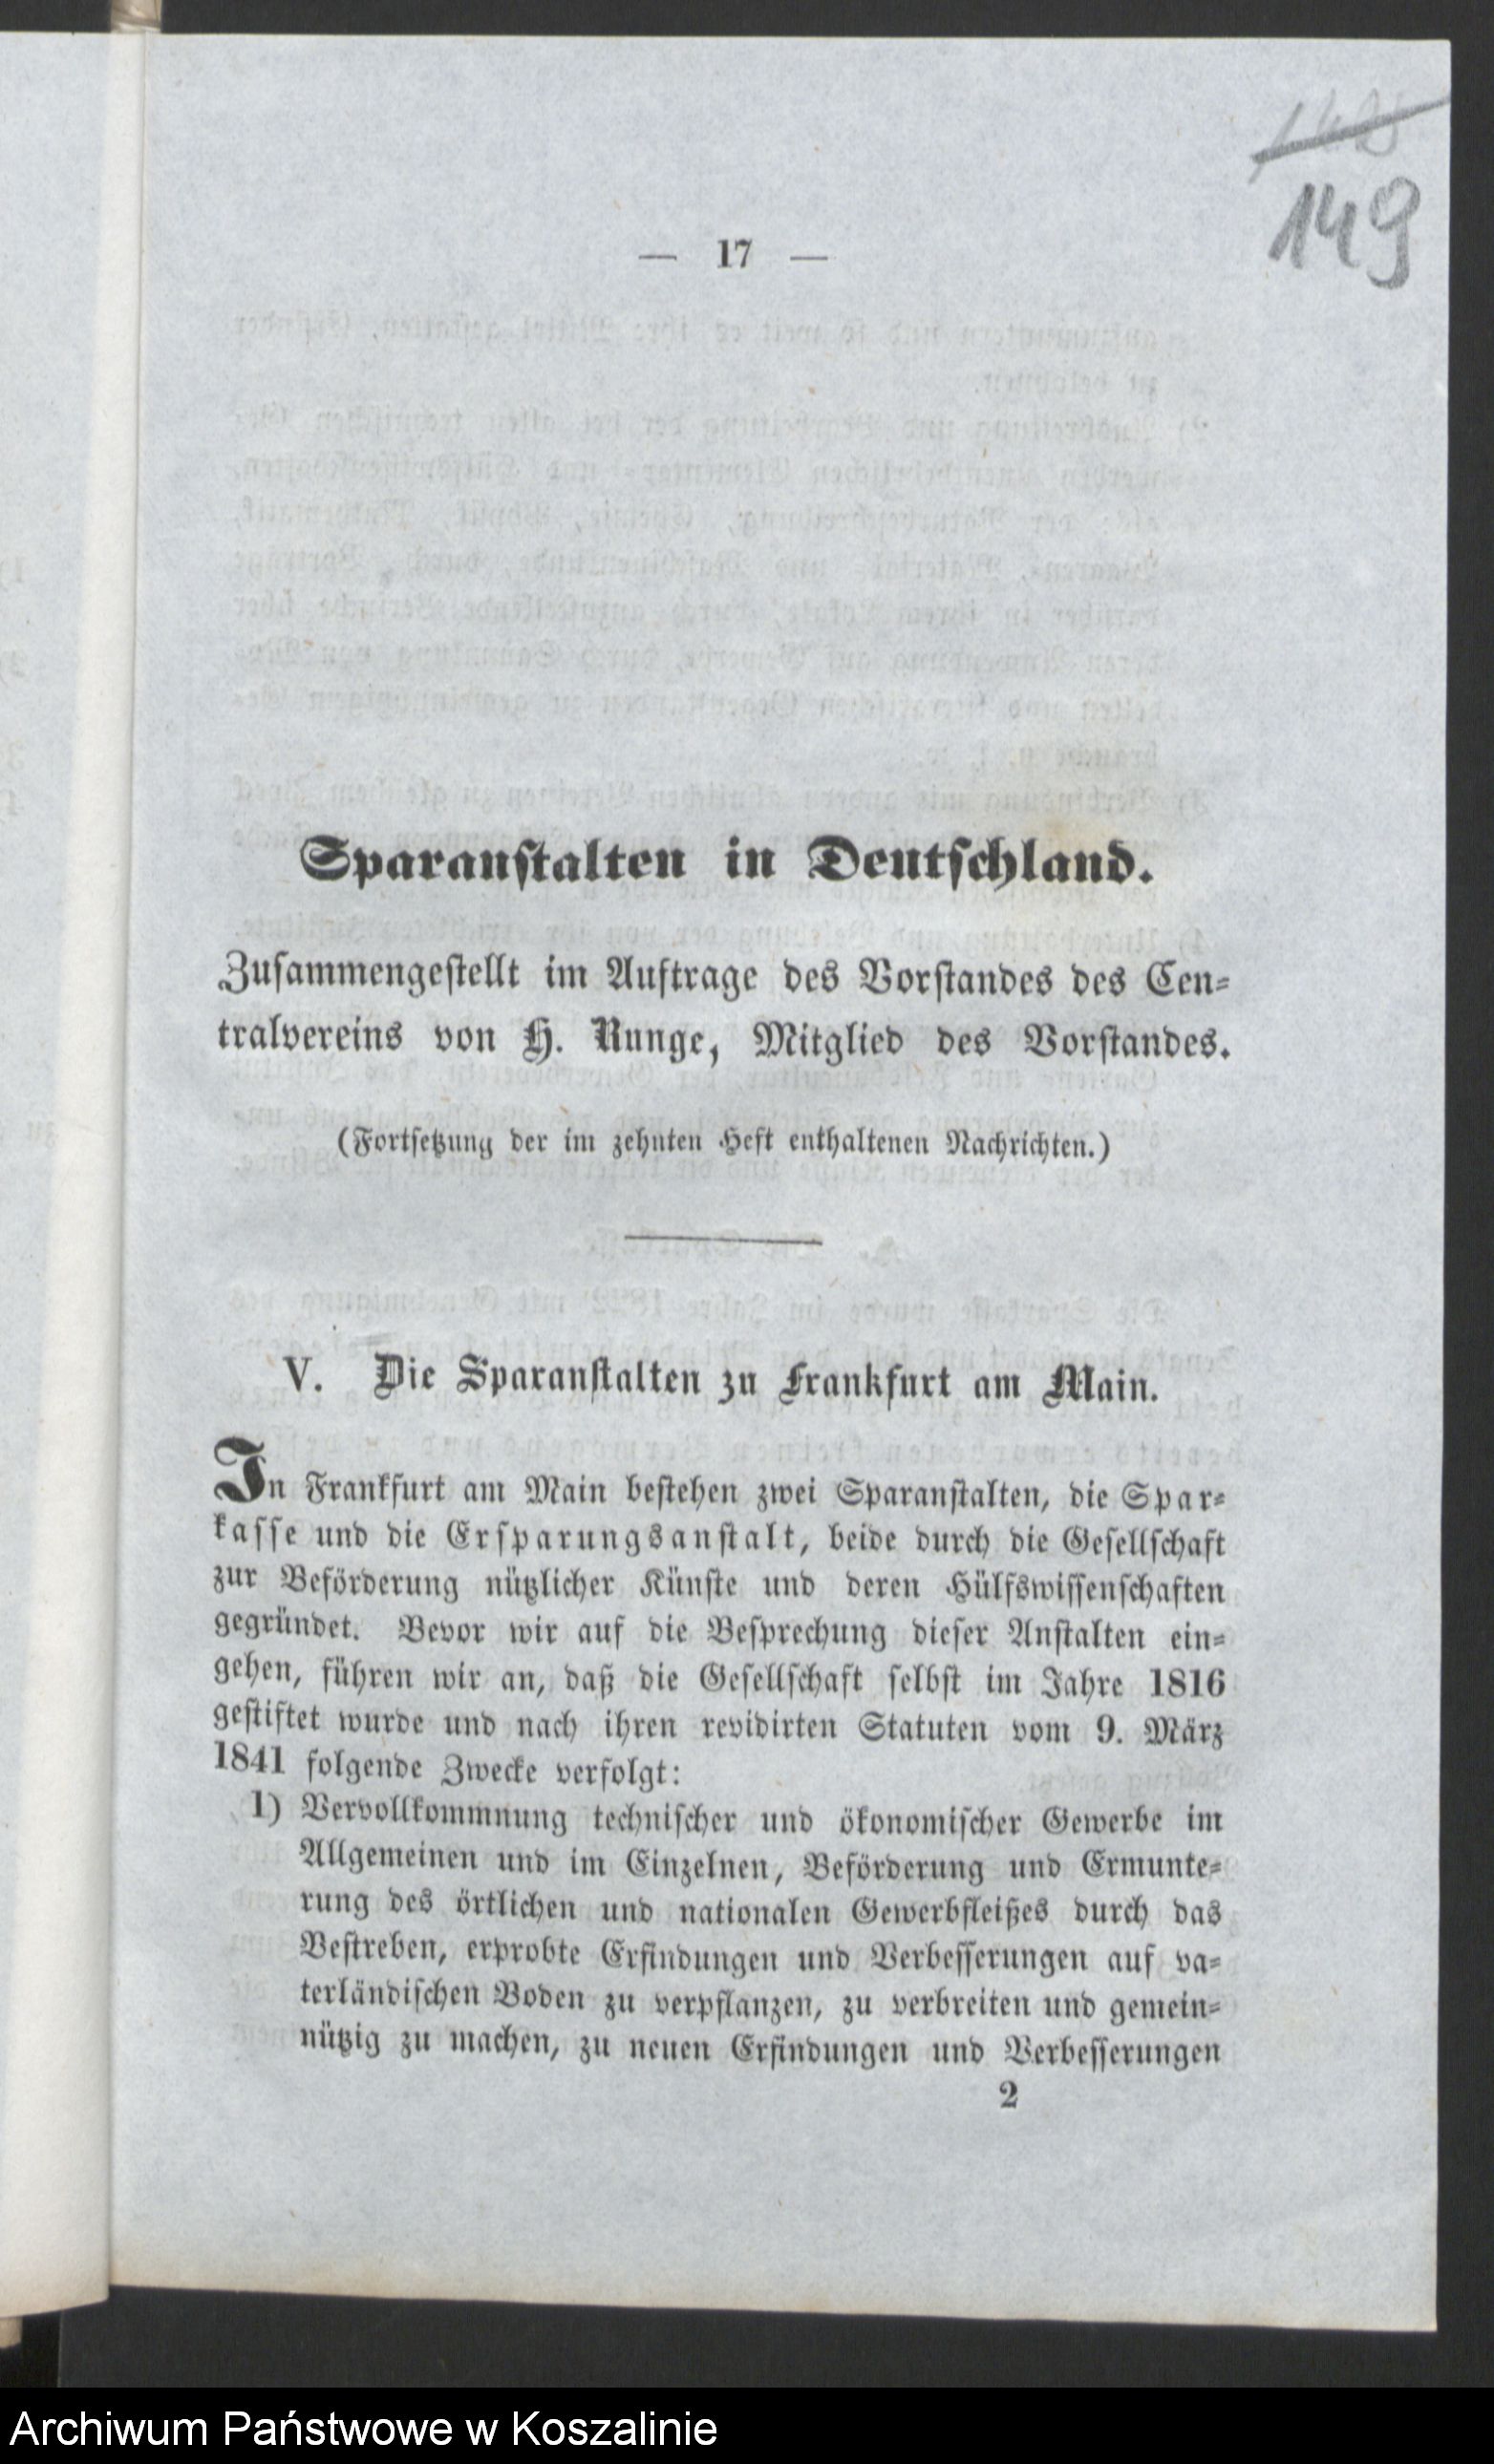 149
— 17 —
Sparanstalten in Deutschland.
Zusammengestellt im Auftrage des Vorstandes des Cen-
tralvereins von H. Runge, Mitglied des Vorstandes.
(Fortsetzung der im zehnten Heft enthaltenen Nachrichten.)
V. Die Sparanstalten zu Frankfurt am Main.
In Frankfurt am Main bestehen zwei Sparanstalten, die Spar-
kasse und die Ersparungsanstalt, beide durch die Gesellschaft
zur Beförderung nützlicher Künste und deren Hülfswissenschaften
gegründet. Bevor wir auf die Besprechung dieser Anstalten ein-
gehen, führen wir an, daß die Gesellschaft selbst im Jahre 1816
gestiftet wurde und nach ihren revidirten Statuten vom 9. März
1841 folgende Zwecke verfolgt:
1) Vervollkommnung technischer und ökonomischer Gewerbe im
Allgemeinen und im Einzelnen, Beförderung und Ermunte-
rung des örtlichen und nationalen Gewerbfleißes durch das
Bestreben, erprobte Erfindungen und Verbesserungen auf va-
terländischen Boden zu verpflanzen, zu verbreiten und gemein-
nützig zu machen, zu neuen Erfindungen und Verbesserungen
2
Archiwum Państwowe w Koszalinie